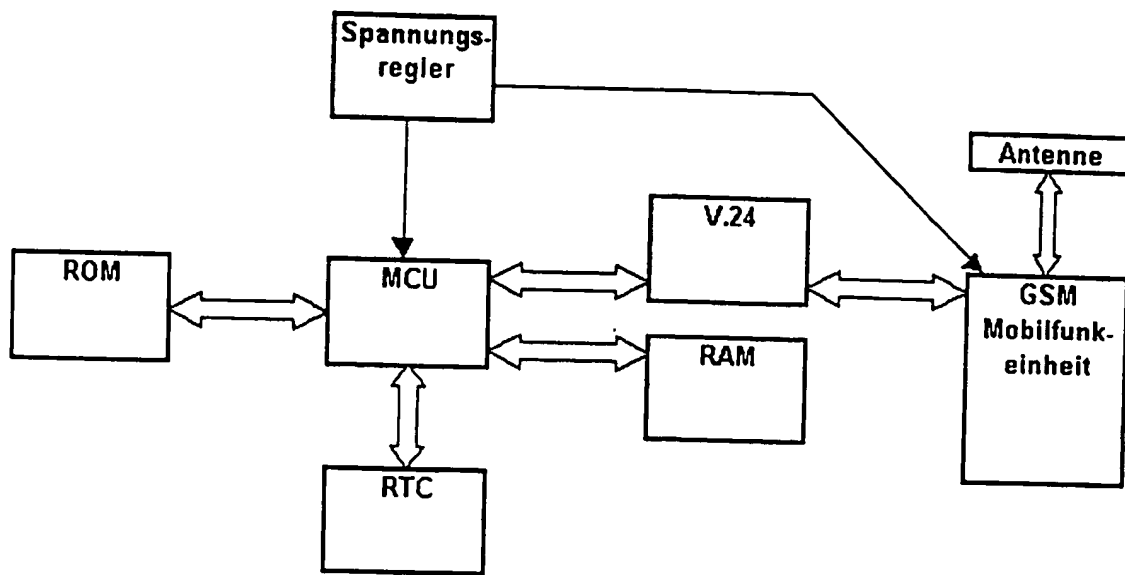 Spannungs-
regler
Antenne
V.24
ROM
MCU
GSM
Mobilfunk-
einheit
RAM
RTC